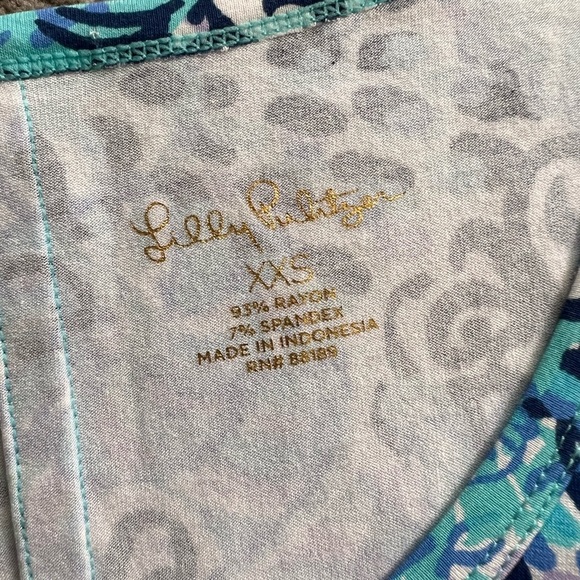 Lilly Pulitzer
XXS
93% RAYON
7% SPANDEX
MADE IN INDONESIA
RN# 88189